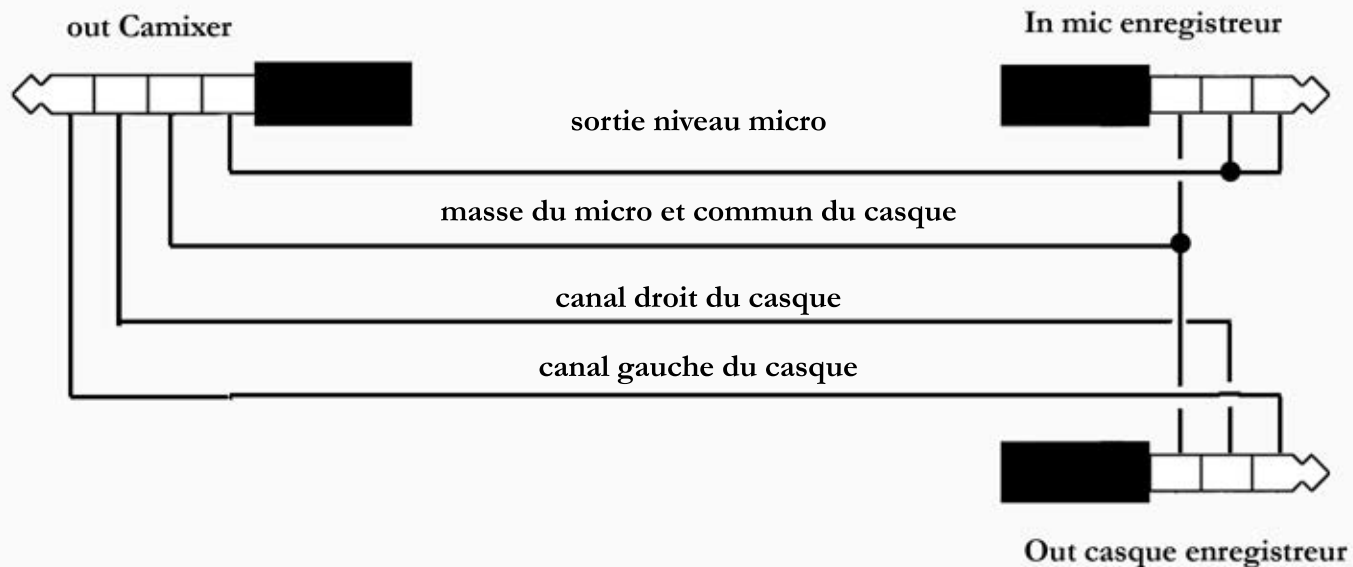 out Camixer
In mic enregistreur
sortie niveau micro
masse du micro et commun du casque
canal droit du casque
canal gauche du casque
Out casque enregistreur